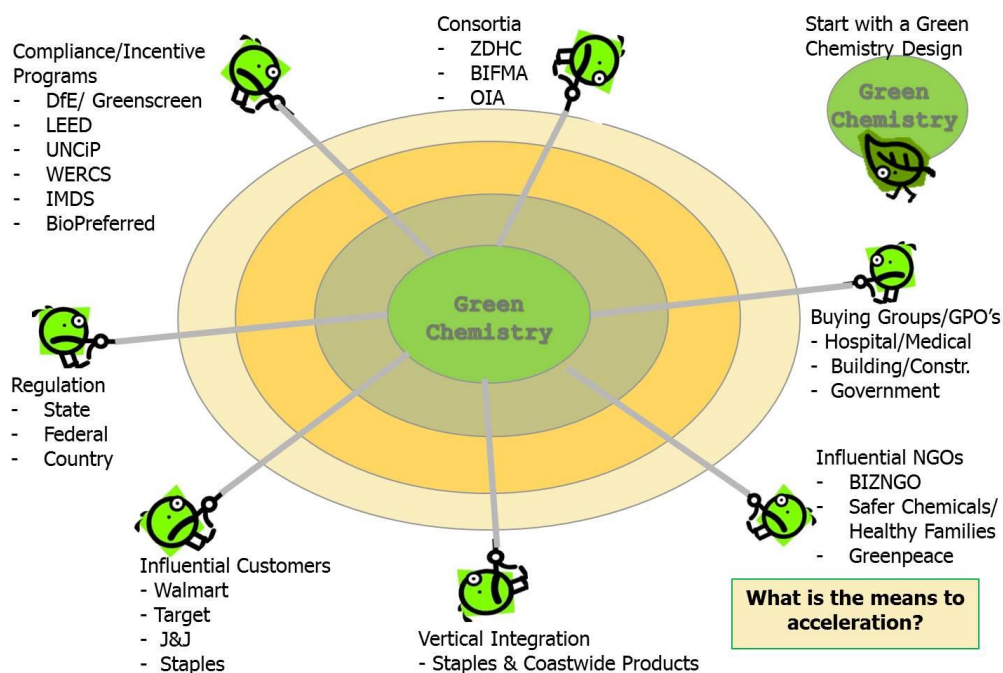 Compliance/Incentive
Programs
- DfE/ Greenscreen
- LEED
- UNCiP
- WERCS
- IMDS
- BioPreferred
Consortia
- ZDHC
- BIFMA
- OIA
Start with a Green
Chemistry Design
Green
Chemistry
Green
Chemistry
Buying Groups/GPO's
- Hospital/Medical
- Building/Constr.
- Government
Regulation
- State
- Federal
- Country
Influential NGOs
- BIZNGO
- Safer Chemicals/
Healthy Families
- Greenpeace
Influential Customers
- Walmart
- Target
- J&J
- Staples
Vertical Integration
- Staples & Coastwide Products
What is the means to
acceleration?